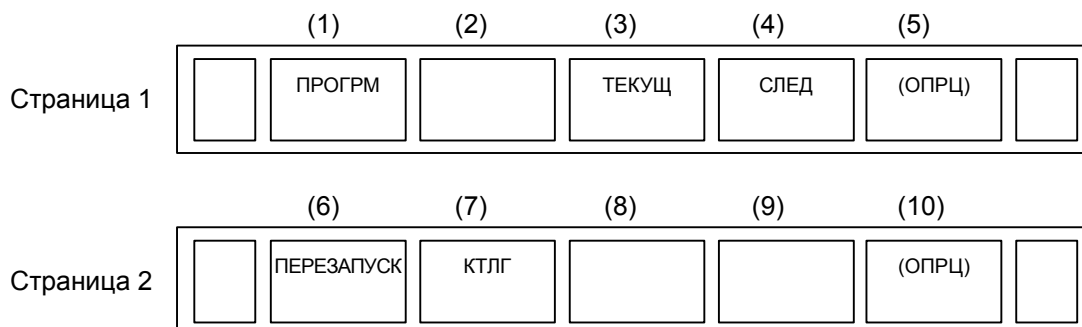 (1) (2) (3) (4) (5)
Страница 1 ПРОГРМ ТЕКУЩ СЛЕД (ОПРЦ)
(6) (7) (8) (9) (10)
Страница 2 ПЕРЕЗАПУСК КТЛГ (ОПРЦ)